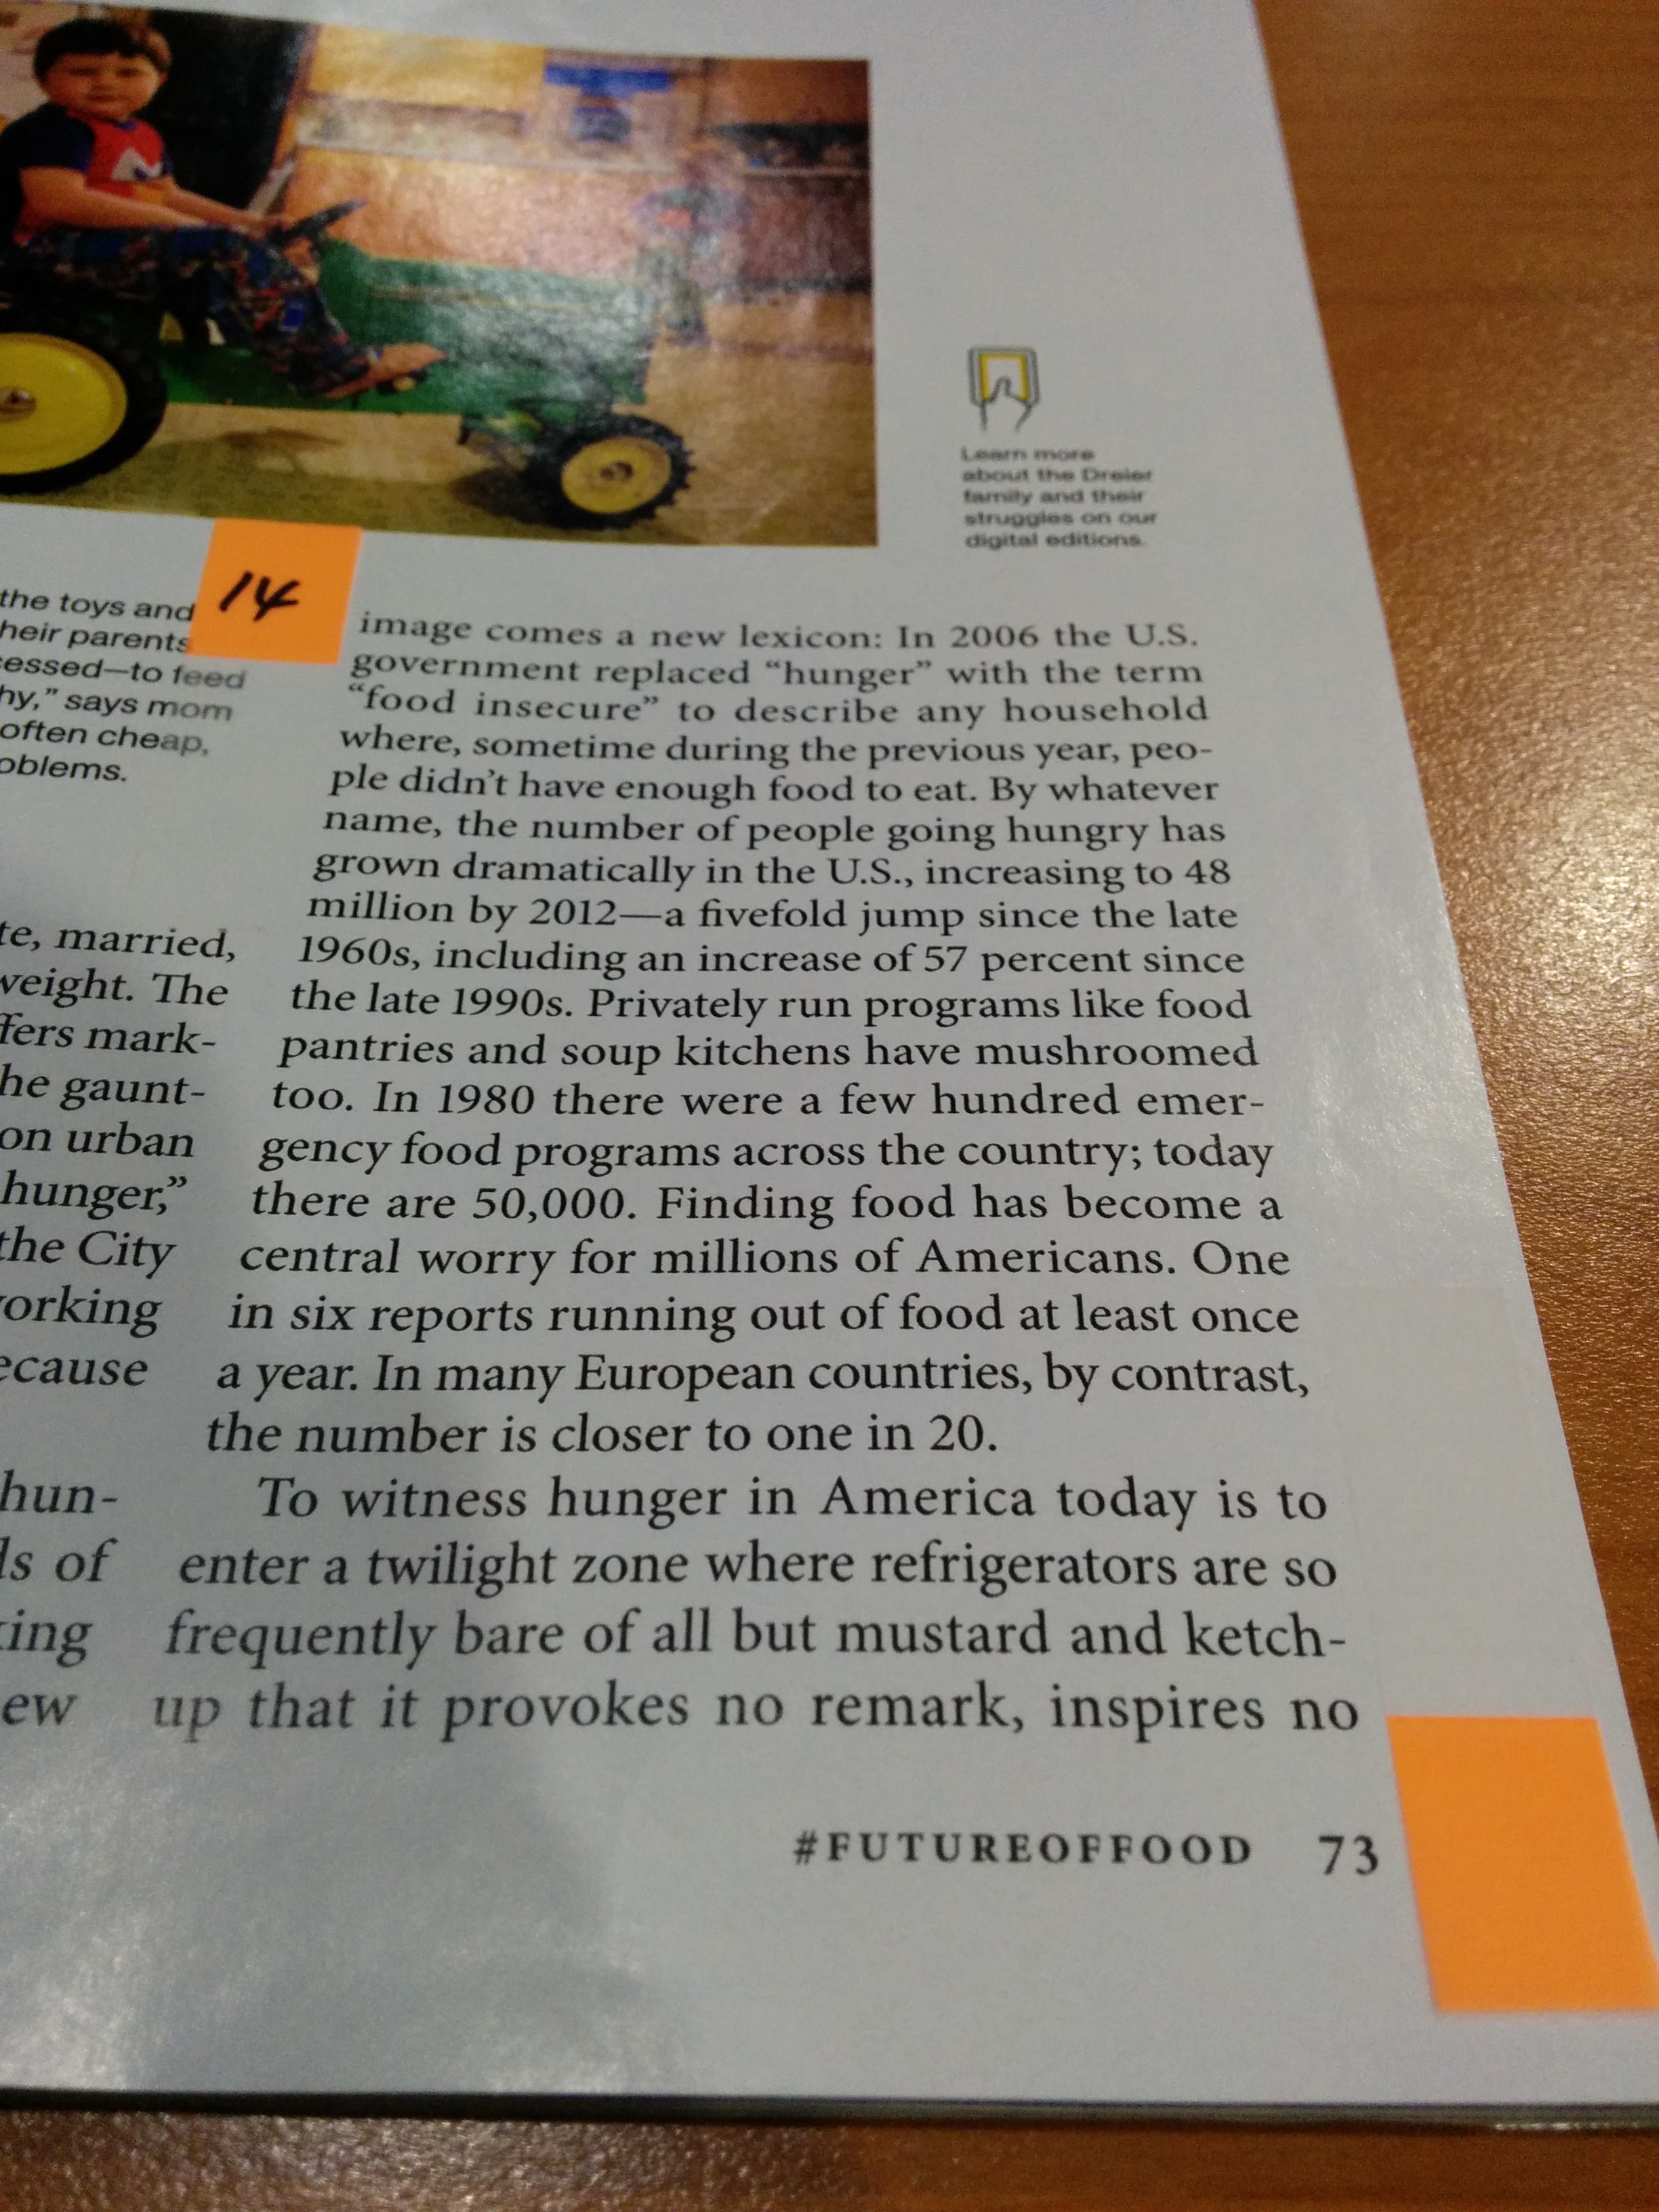 Learn more
about the Dreier
family and their
struggles on our
digital editions.
14
the toys and
heir parents
essed—to feed
hy,” says mom
often cheap,
oblems.
te, married,
weight. The
fers mark-
he gaunt-
on urban
hunger,”
the City
orking
ecause
hun-
ls of
ing
ew
image comes a new lexicon: In 2006 the U.S.
government replaced “hunger” with the term
“food insecure” to describe any household
where, sometime during the previous year, peo-
ple didn’t have enough food to eat. By whatever
name, the number of people going hungry has
grown dramatically in the U.S., increasing to 48
million by 2012—a fivefold jump since the late
1960s, including an increase of 57 percent since
the late 1990s. Privately run programs like food
pantries and soup kitchens have mushroomed
too. In 1980 there were a few hundred emer-
gency food programs across the country; today
there are 50,000. Finding food has become a
central worry for millions of Americans. One
in six reports running out of food at least once
a year. In many European countries, by contrast,
the number is closer to one in 20.
To witness hunger in America today is to
enter a twilight zone where refrigerators are so
frequently bare of all but mustard and ketch-
up that it provokes no remark, inspires no
#FUTUREOFFOOD 73